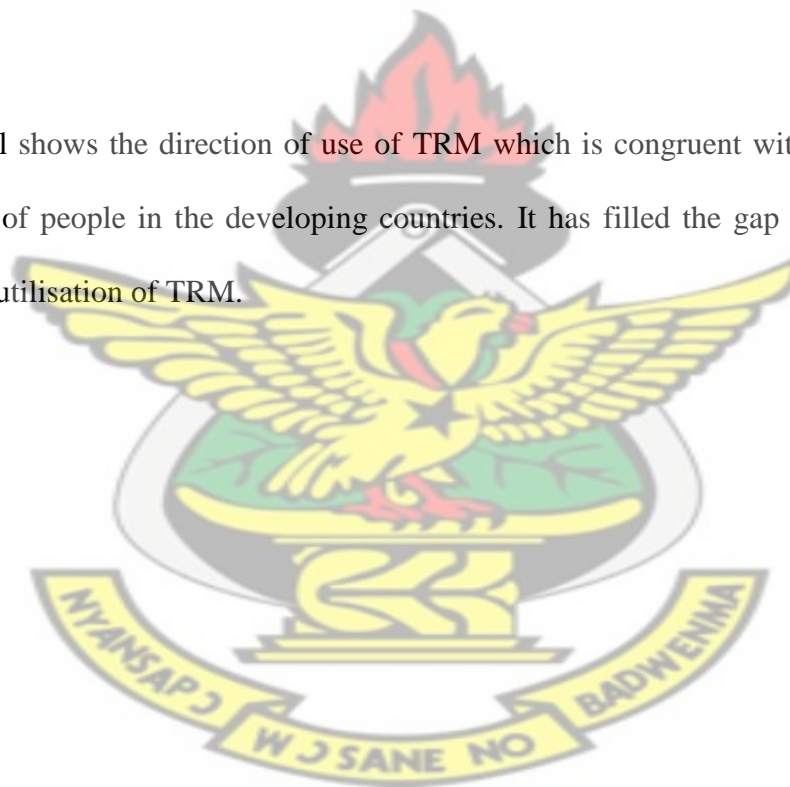 l shows the direction of use of TRM which is congruent wit
of people in the developing countries. It has filled the gap
utilisation of TRM.
NYANSAPƆ
WƆSANE NO
BADWENMA